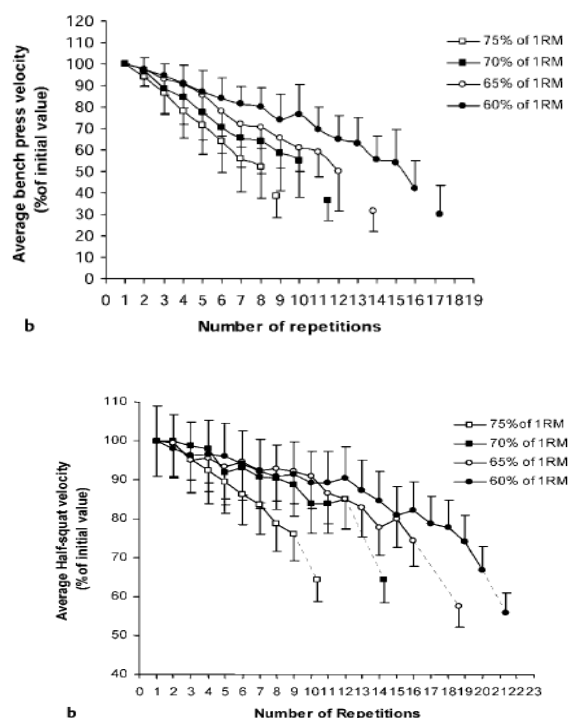 120
110
100
90
80
70
60
50
40
30
20
10
0
Average bench press velocity
(%of initial value)
75% of 1RM
70% of 1RM
65% of 1RM
60% of 1RM
0 1 2 3 4 5 6 7 8 9 10 11 12 13 14 15 16 17 18 19
b
Number of repetitions
110
100
90
80
70
60
50
40
Average Half-squat velocity
(%of initial value)
75%of 1RM
70% of 1RM
65% of 1RM
60% of 1RM
0 1 2 3 4 5 6 7 8 9 10 11 12 13 14 15 16 17 18 19 20 21 22 23
b
Number of Repetitions